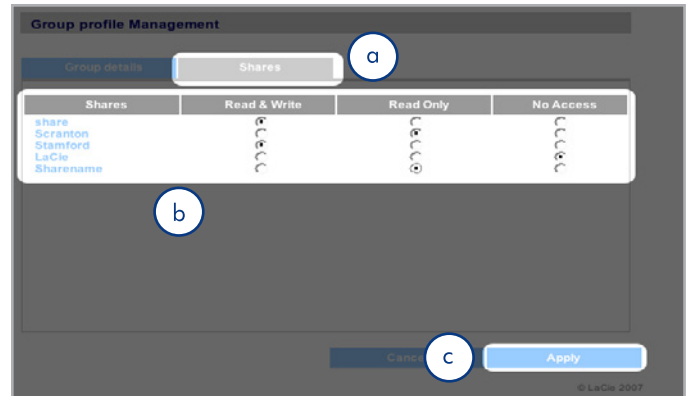 Group profile Management
a
Group details Shares
Shares Read & Write Read Only No Access
share
Scranton
Stamford
LaCie
Sharename
b
Cance c Apply
© LaCie 2007